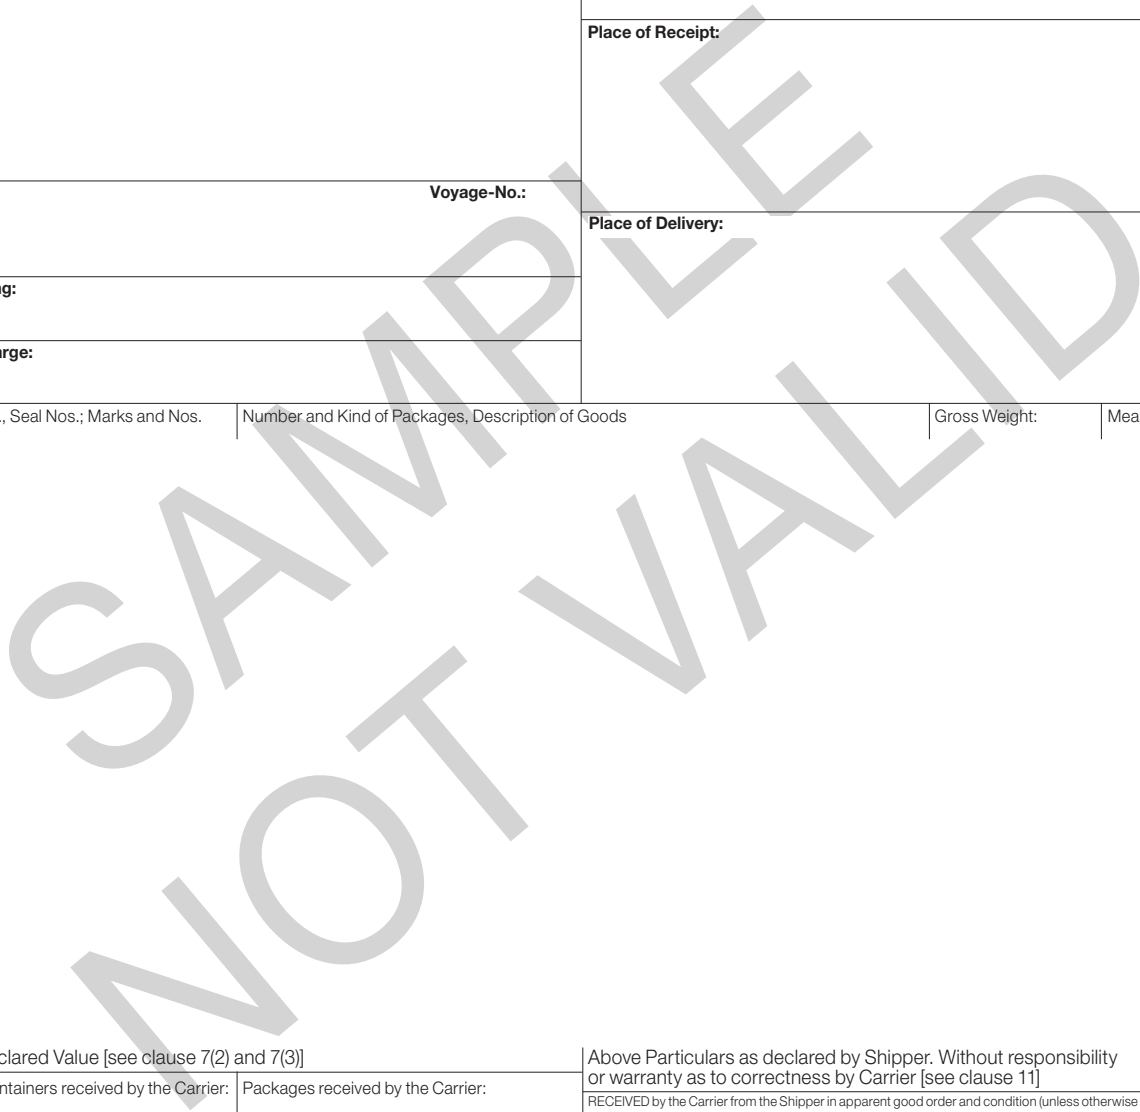 Place of Receipt:
Voyage-No.:
Place of Delivery:
g:
rge:
, Seal Nos.; Marks and Nos.
Number and Kind of Packages, Description of Goods
Gross Weight:
Mea
SAMPLE
NOT VALID
clared Value [see clause 7(2) and 7(3)]
Above Particulars as declared by Shipper. Without responsibility
or warranty as to correctness by Carrier [see clause 11]
ntainers received by the Carrier:
Packages received by the Carrier:
RECEIVED by the Carrier from the Shipper in apparent good order and condition (unless otherwise